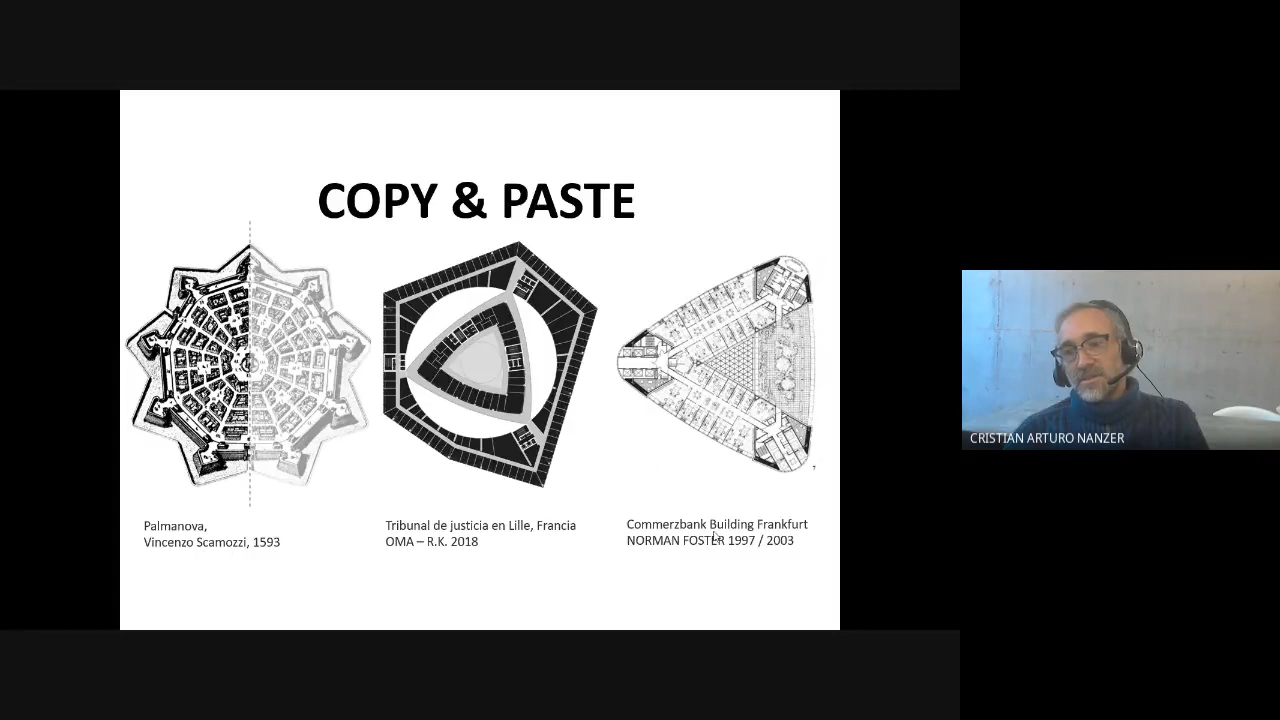 COPY & PASTE
Palmanova,
Vincenzo Scamozzi, 1593
Tribunal de justicia en Lille, Francia
OMA – R.K. 2018
Commerzbank Building Frankfurt
NORMAN FOSTER 1997 / 2003
CRISTIAN ARTURO NANZER